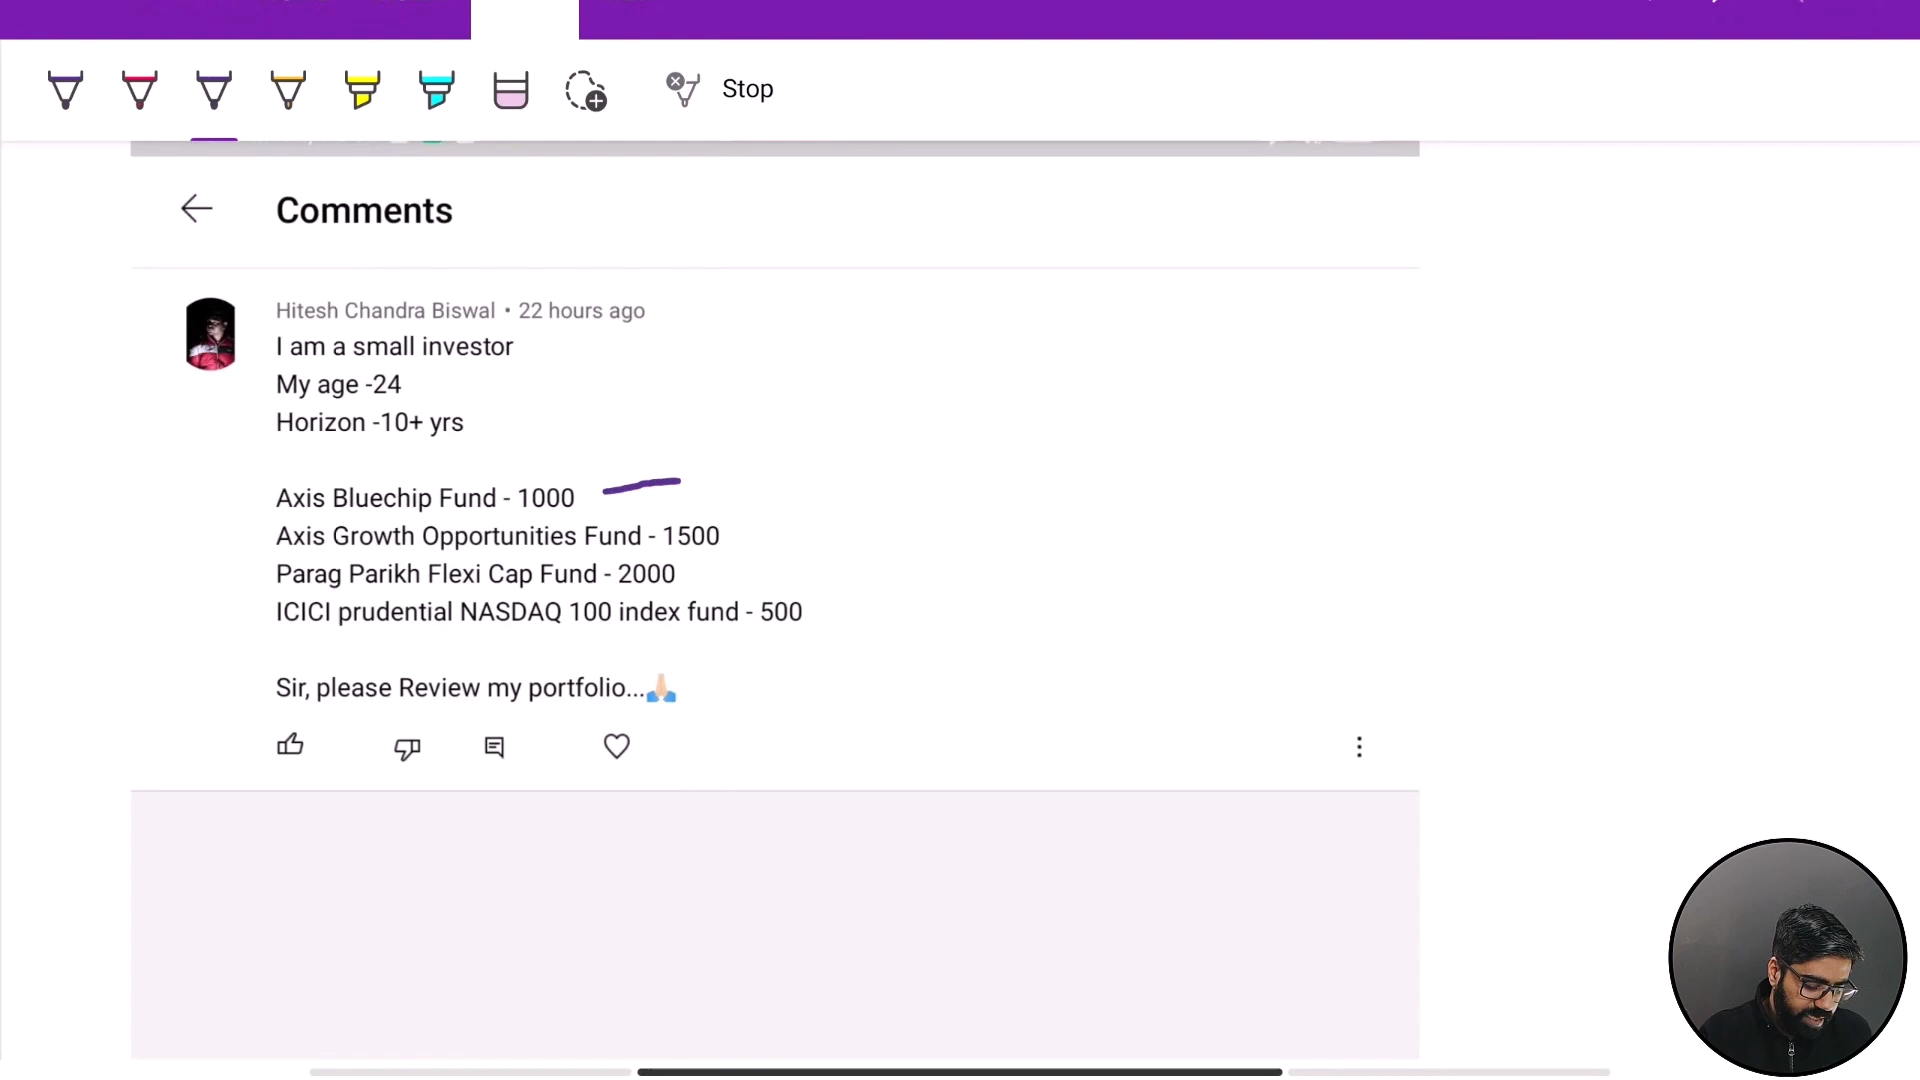 Stop
Comments
Hitesh Chandra Biswal • 22 hours ago
I am a small investor
My age -24
Horizon -10+ yrs
Axis Bluechip Fund - 1000
Axis Growth Opportunities Fund - 1500
Parag Parikh Flexi Cap Fund - 2000
ICICI prudential NASDAQ 100 index fund - 500
Sir, please Review my portfolio...🙏